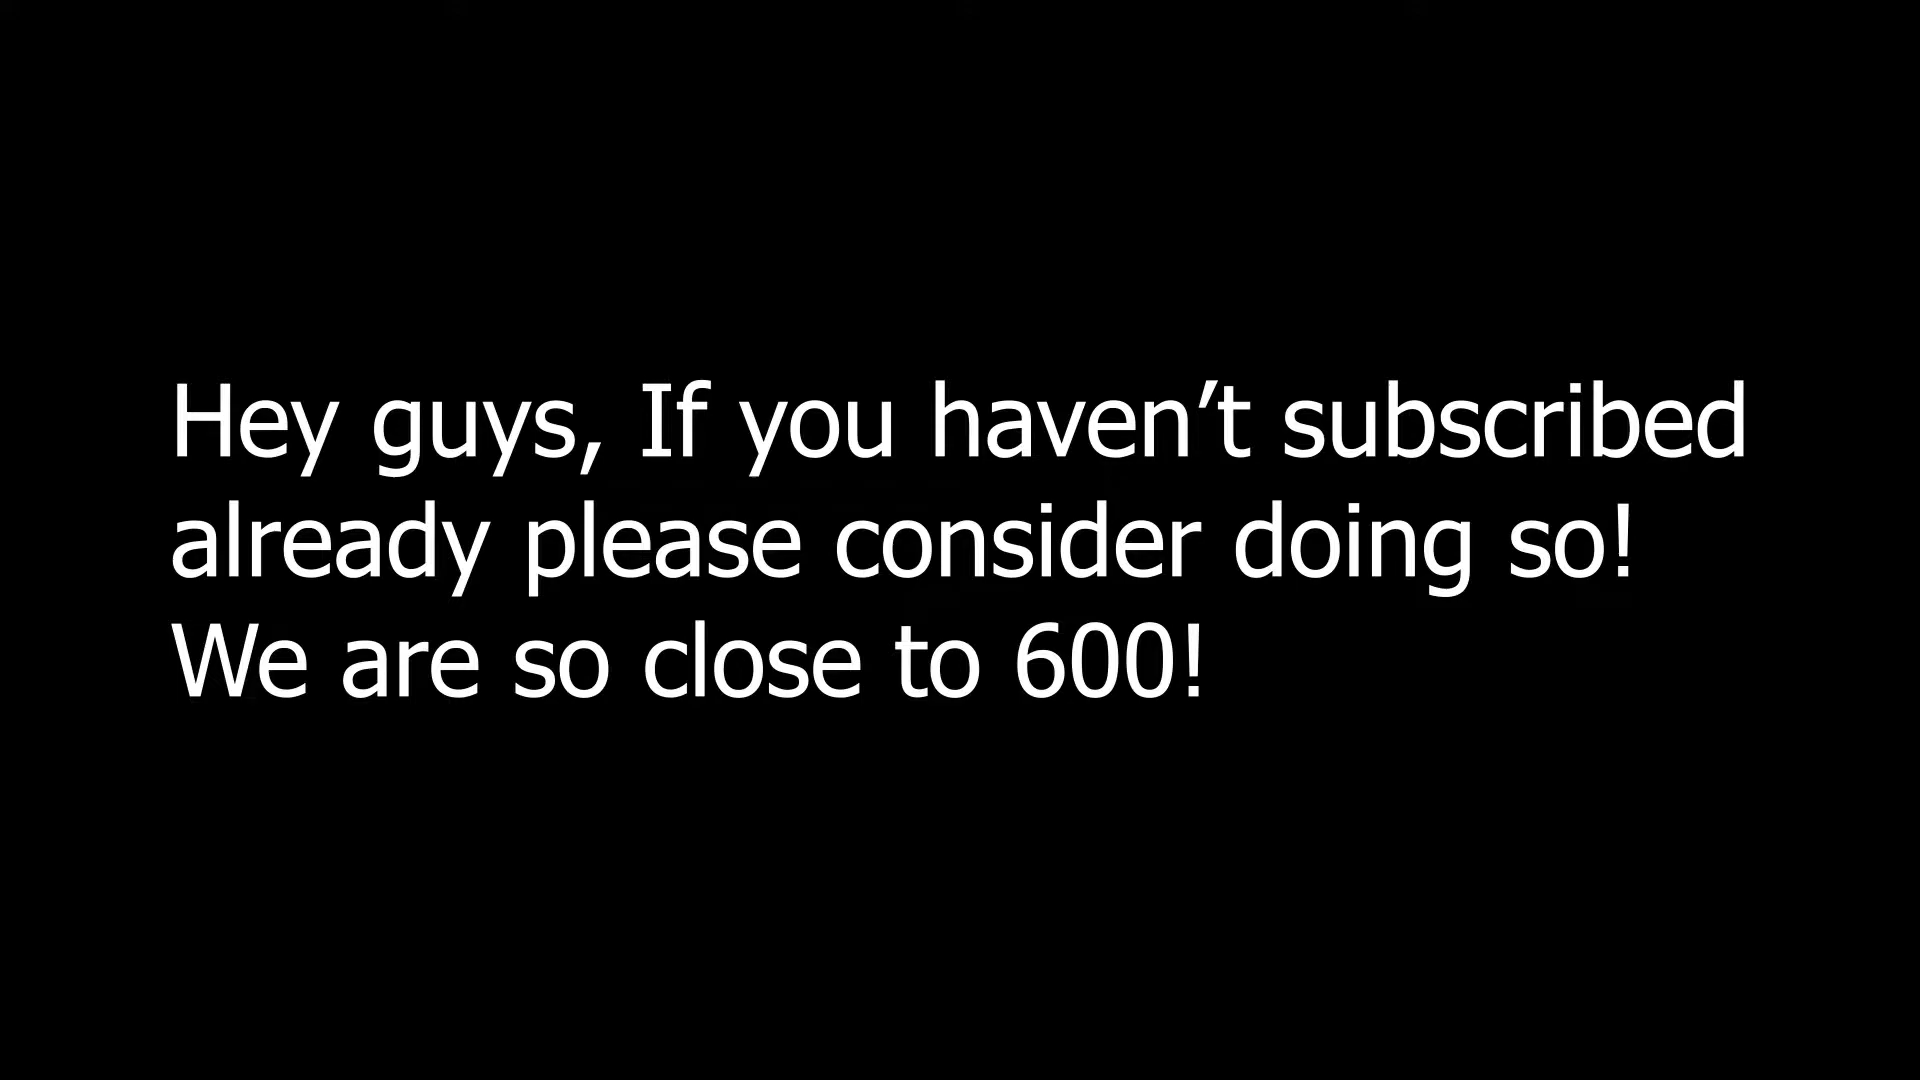 Hey guys, If you haven’t subscribed
already please consider doing so!
We are so close to 600!